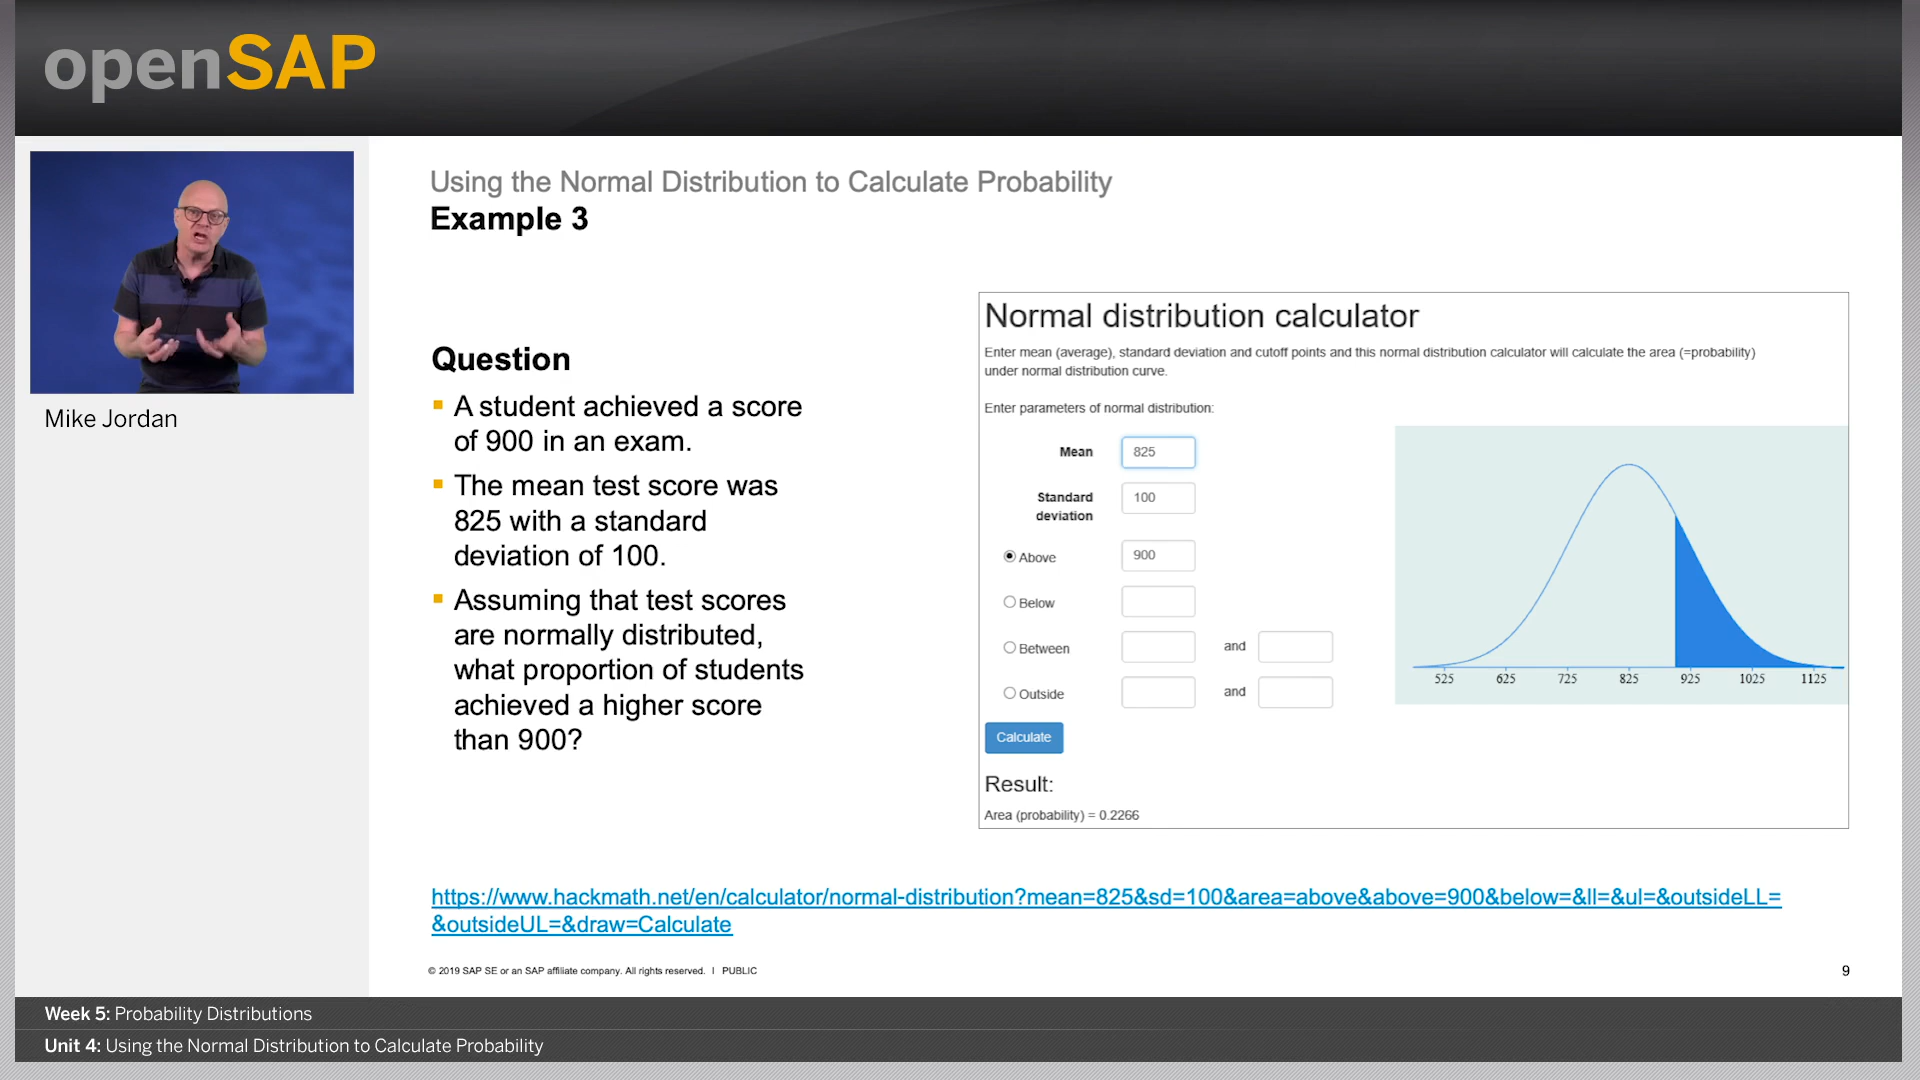 openSAP
Mike Jordan
Using the Normal Distribution to Calculate Probability
Example 3
Question
A student achieved a score
of 900 in an exam.
The mean test score was
825 with a standard
deviation of 100.
Assuming that test scores
are normally distributed,
what proportion of students
achieved a higher score
than 900?
Normal distribution calculator
Enter mean (average), standard deviation and cutoff points and this normal distribution calculator will calculate the area (=probability)
under normal distribution curve.
Enter parameters of normal distribution:
Mean 825
Standard
deviation 100
Above 900
Below
Between and
Outside and
525 625 725 825 925 1025 1125
Calculate
Result:
Area (probability) = 0.2266
https://www.hackmath.net/en/calculator/normal-distribution?mean=825&sd=100&area=above&above=900&below=&ll=&ul=&outsideLL=
&outsideUL=&draw=Calculate
© 2019 SAP SE or an SAP affiliate company. All rights reserved. I PUBLIC
9
Week 5: Probability Distributions
Unit 4: Using the Normal Distribution to Calculate Probability